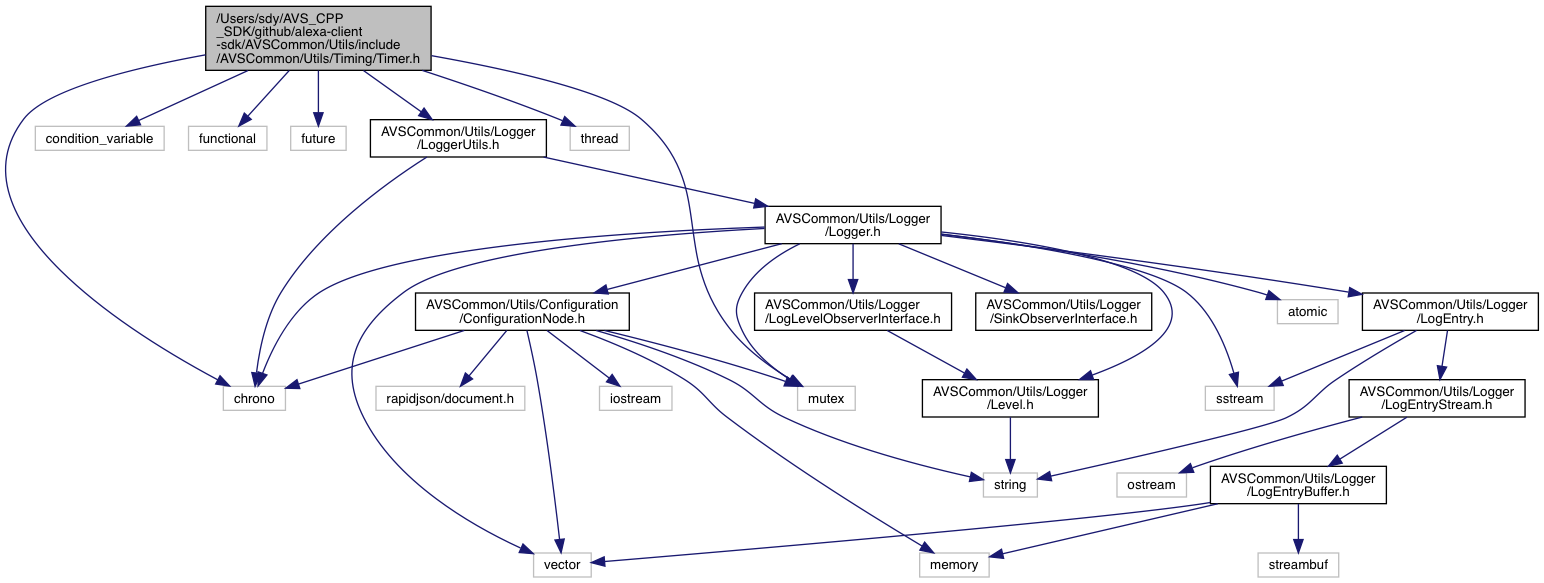 /Users/sdy/AVS_CPP
_SDK/github/alexa-client
-sdk/AVSCommon/Utils/include
/AVSCommon/Utils/Timing/Timer.h
condition_variable
functional
future
AVSCommon/Utils/Logger
/LoggerUtils.h
thread
AVSCommon/Utils/Logger
/Logger.h
AVSCommon/Utils/Configuration
/ConfigurationNode.h
AVSCommon/Utils/Logger
/LogLevelObserverInterface.h
AVSCommon/Utils/Logger
/SinkObserverInterface.h
atomic
AVSCommon/Utils/Logger
/LogEntry.h
chrono
rapidjson/document.h
iostream
mutex
AVSCommon/Utils/Logger
/Level.h
sstream
AVSCommon/Utils/Logger
/LogEntryStream.h
string
ostream
AVSCommon/Utils/Logger
/LogEntryBuffer.h
vector
memory
streambuf